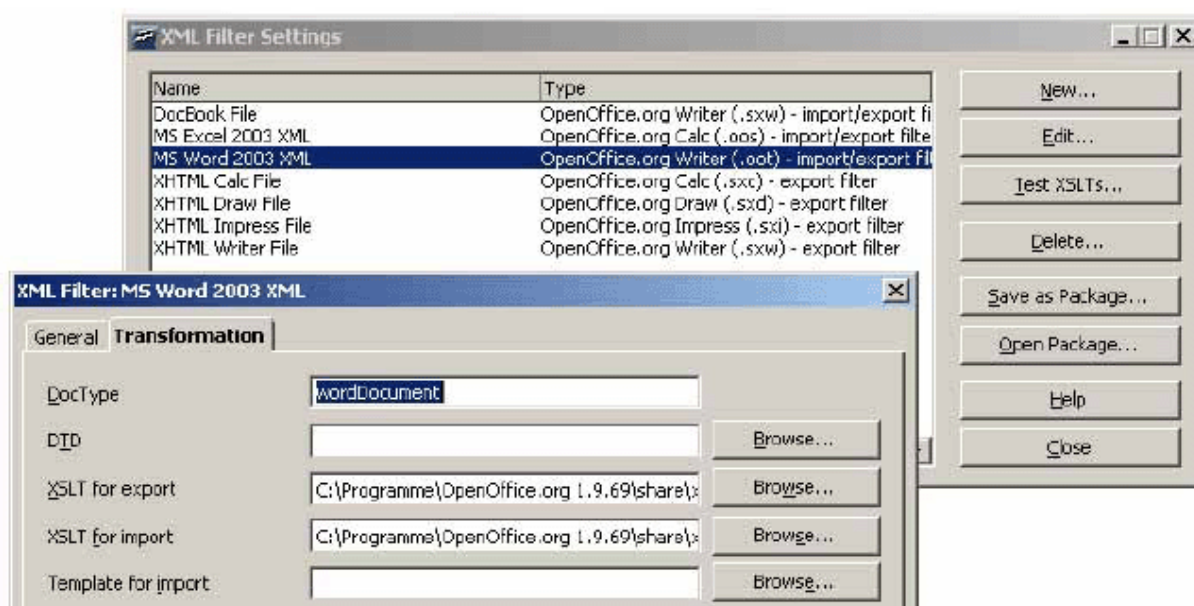 XML Filter Settings
Name Type
DocBook File OpenOffice.org Writer (.sxw) - import/export fi
MS Excel 2003 XML OpenOffice.org Calc (.oos) - import/export filte
MS Word 2003 XML OpenOffice.org Writer (.oot) - import/export fil
XHTML Calc File OpenOffice.org Calc (.sxc) - export filter
XHTML Draw File OpenOffice.org Draw (.sxd) - export filter
XHTML Impress File OpenOffice.org Impress (.sxi) - export filter
XHTML Writer File OpenOffice.org Writer (.sxw) - export filter
New...
Edit...
Test XSLTs...
Delete...
Save as Package...
Open Package...
Help
Close
XML Filter: MS Word 2003 XML
General Transformation
DocType wordDocument
DTD Browse...
XSLT for export C:\Programme\OpenOffice.org 1.9.69\share\x Browse...
XSLT for import C:\Programme\OpenOffice.org 1.9.69\share\x Browse...
Template for import Browse...